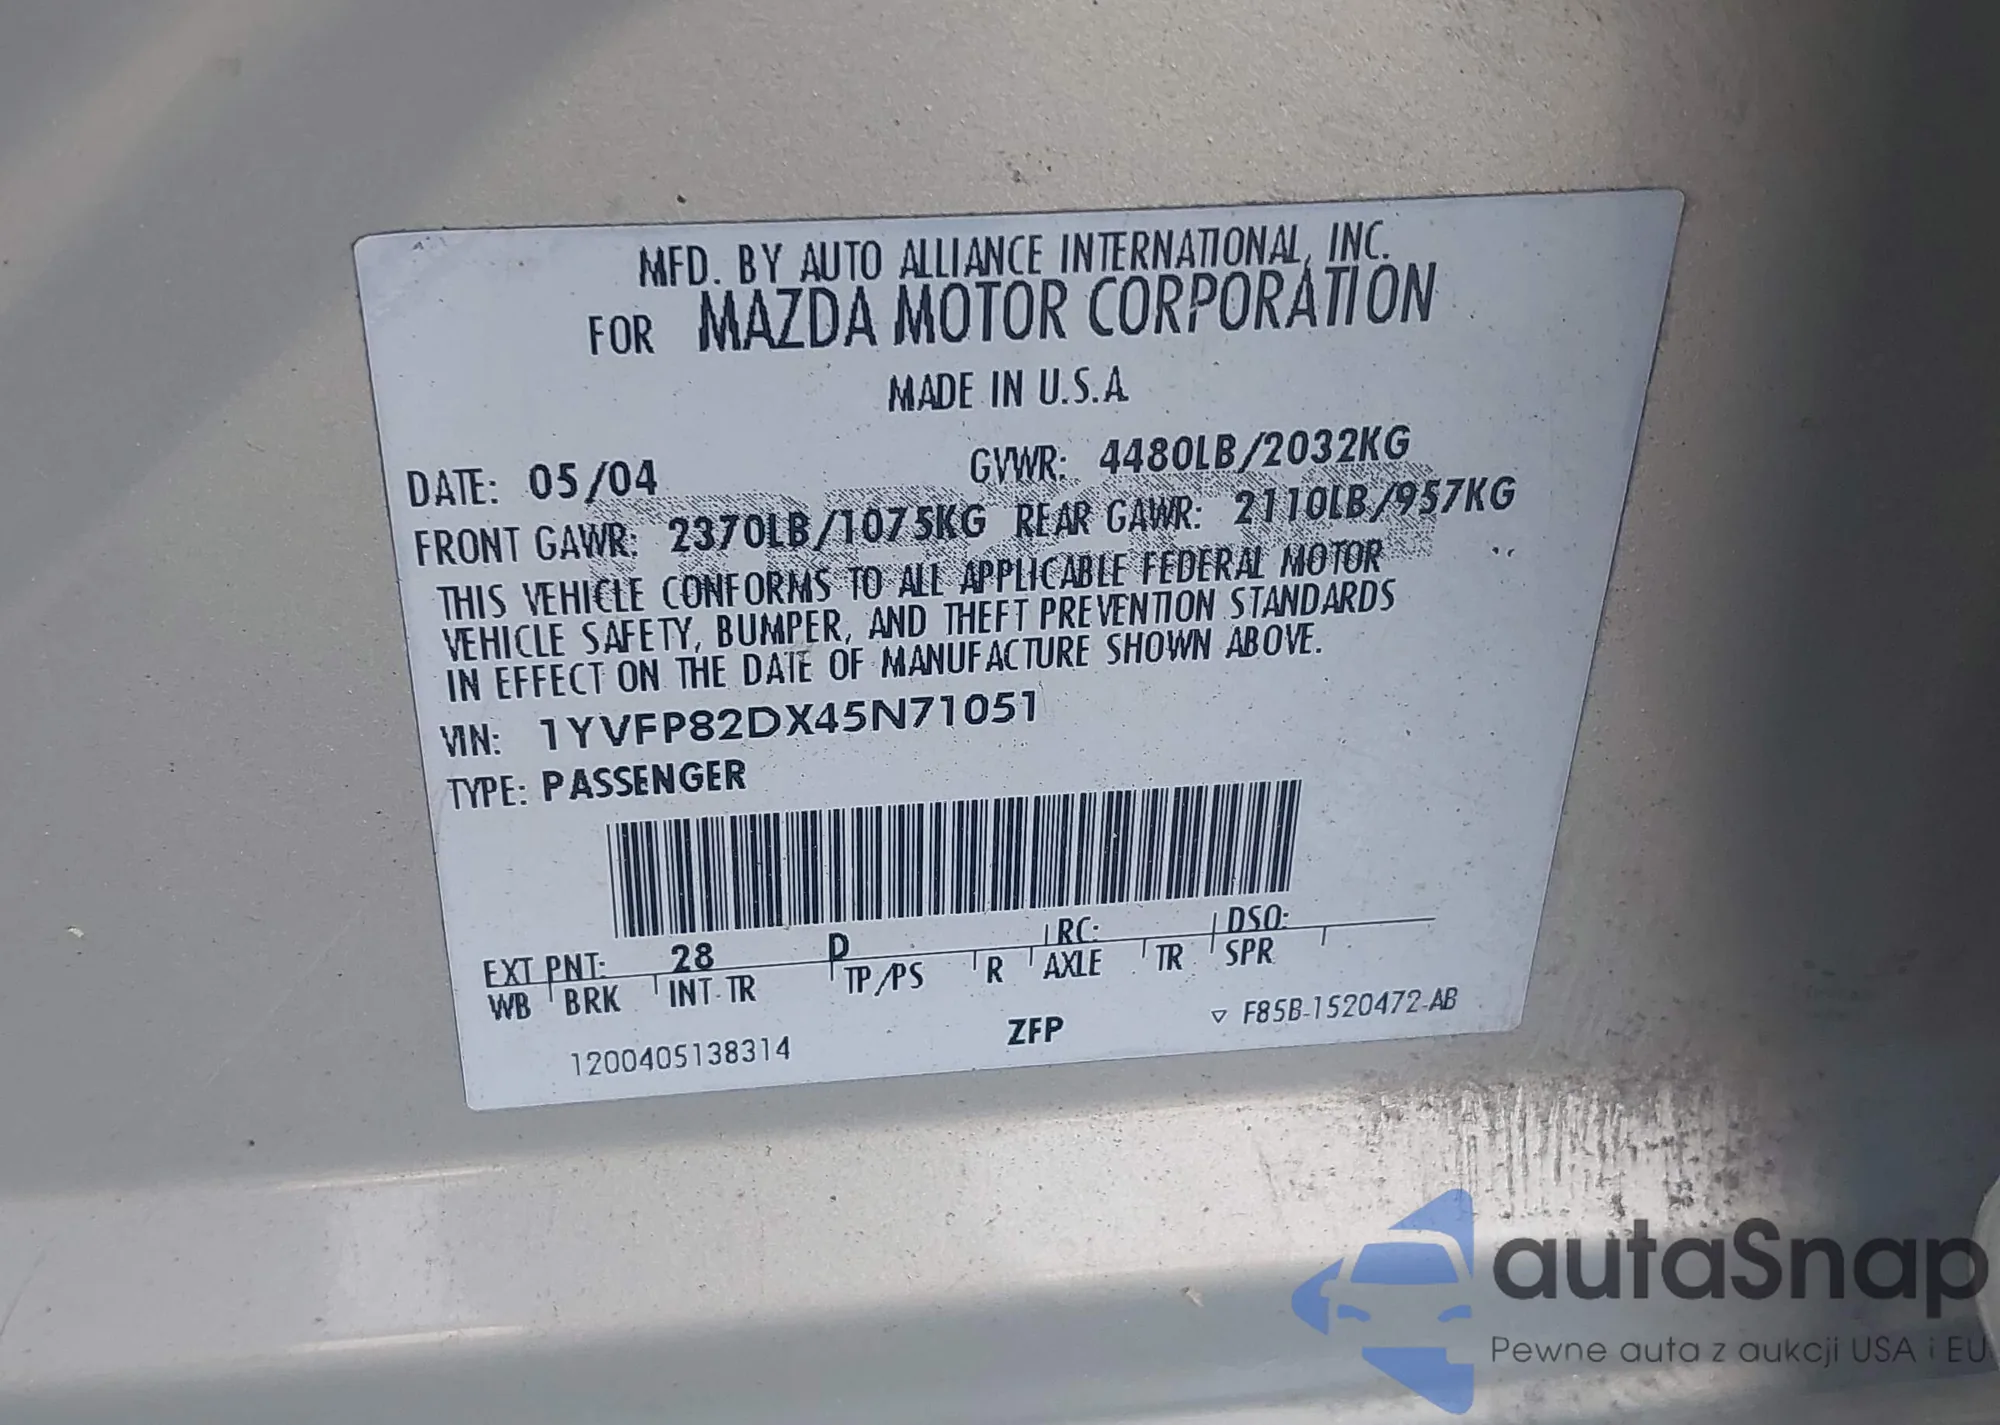 MFD. BY AUTO ALLIANCE INTERNATIONAL, INC.
FOR MAZDA MOTOR CORPORATION
MADE IN U.S.A
DATE: 05/04 GVWR: 4480LB/2032KG
FRONT GAWR: 2370LB/1075KG REAR GAWR: 2110LB/957KG
THIS VEHICLE CONFORMS TO ALL APPLICABLE FEDERAL MOTOR
VEHICLE SAFETY, BUMPER, AND THEFT PREVENTION STANDARDS
IN EFFECT ON THE DATE OF MANUFACTURE SHOWN ABOVE.
VIN: 1YVFP82DX45N71051
TYPE: PASSENGER
EXT PNT: 28 D RC: DSO:
WB BRK INT TR TP/PS R AXLE TR SPR
1200405138314 ZFP ▽ F85B-1520472-AB
autaSnap
Pewne auta z aukcji USA i EU